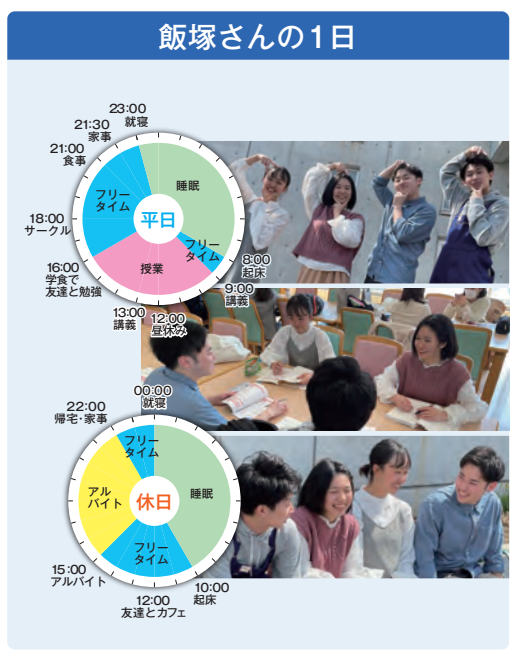 飯塚さんの1日
23:00
就寝
21:30
家事
21:00
食事
18:00
サークル
16:00
学食で
友達と勉強
13:00
講義
12:00
昼休み
9:00
講義
8:00
起床
睡眠
フリー
タイム
授業
フリー
タイム
平日
00:00
就寝
22:00
帰宅・家事
15:00
アルバイト
12:00
友達とカフェ
10:00
起床
フリー
タイム
睡眠
アル
バイト
フリー
タイム
休日